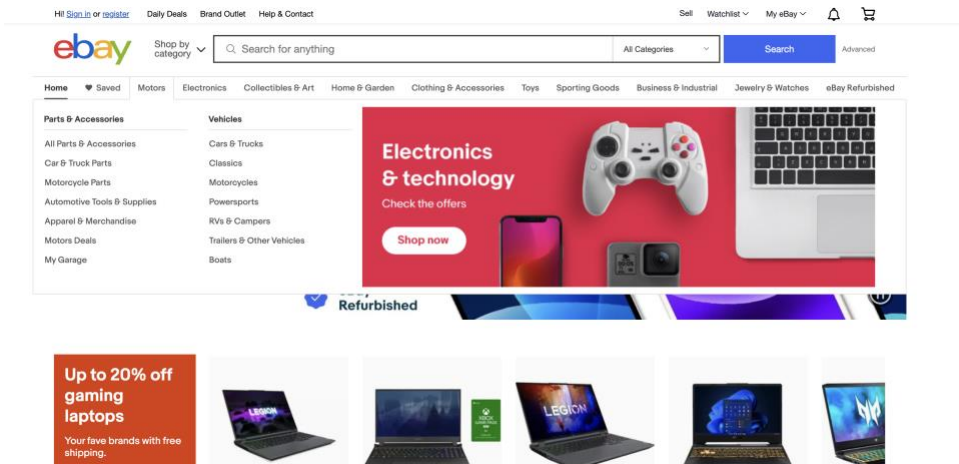 Hi! Sign in or register Daily Deals Brand Outlet Help & Contact Sell Watchlist My eBay
ebay Shop by category Search for anything All Categories Search Advanced
Home Saved Motors Electronics Collectibles & Art Home & Garden Clothing & Accessories Toys Sporting Goods Business & Industrial Jewelry & Watches eBay Refurbished
Parts & Accessories
All Parts & Accessories
Car & Truck Parts
Motorcycle Parts
Automotive Tools & Supplies
Apparel & Merchandise
Motors Deals
My Garage
Vehicles
Cars & Trucks
Classics
Motorcycles
Powersports
RVs & Campers
Trailers & Other Vehicles
Boats
Electronics
& technology
Check the offers
Shop now
Refurbished
Up to 20% off
gaming
laptops
Your fave brands with free
shipping.
LEGION
XBOX
LEGION